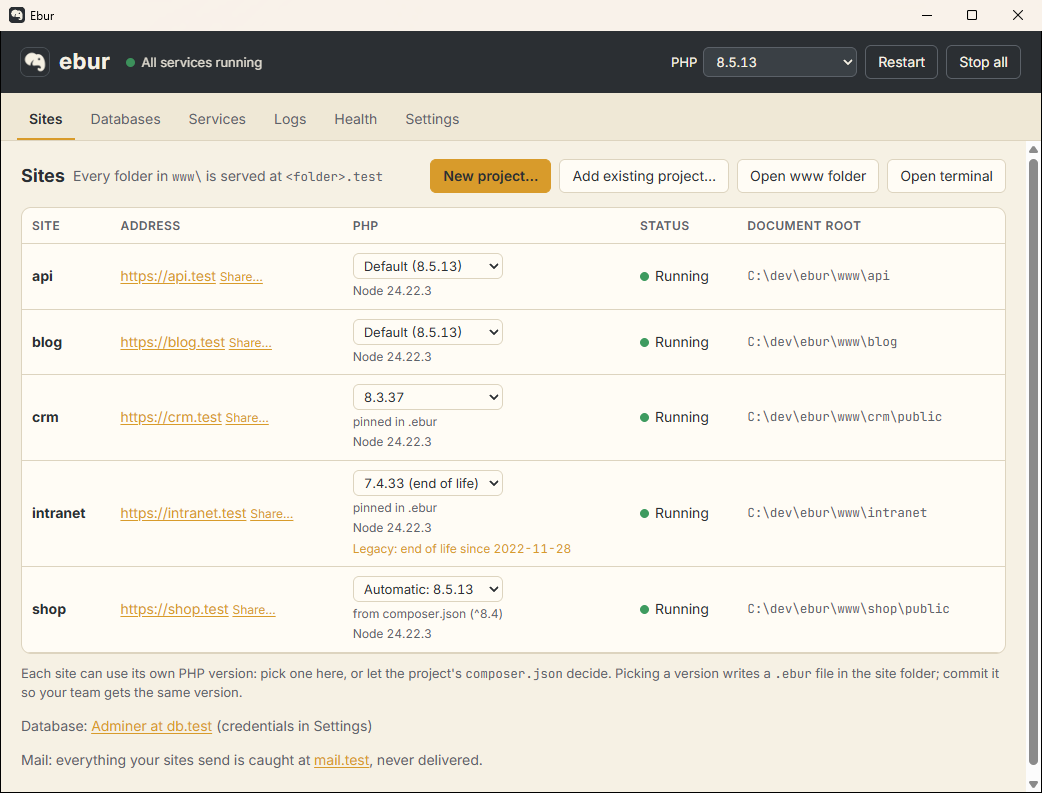 Ebur
ebur All services running PHP 8.5.13 Restart Stop all
Sites Databases Services Logs Health Settings
Sites Every folder in www\ is served at <folder>.test New project... Add existing project... Open www folder Open terminal
SITE ADDRESS PHP STATUS DOCUMENT ROOT
api https://api.test Share... Default (8.5.13) Running C:\dev\ebur\www\api
Node 24.22.3
blog https://blog.test Share... Default (8.5.13) Running C:\dev\ebur\www\blog
Node 24.22.3
crm https://crm.test Share... 8.3.37 Running C:\dev\ebur\www\crm\public
pinned in .ebur
Node 24.22.3
intranet https://intranet.test Share... 7.4.33 (end of life) Running C:\dev\ebur\www\intranet
pinned in .ebur
Node 24.22.3
Legacy: end of life since 2022-11-28
shop https://shop.test Share... Automatic: 8.5.13 Running C:\dev\ebur\www\shop\public
from composer.json (^8.4)
Node 24.22.3
Each site can use its own PHP version: pick one here, or let the project's composer.json decide. Picking a version writes a .ebur file in the site folder; commit it
so your team gets the same version.
Database: Adminer at db.test (credentials in Settings)
Mail: everything your sites send is caught at mail.test, never delivered.